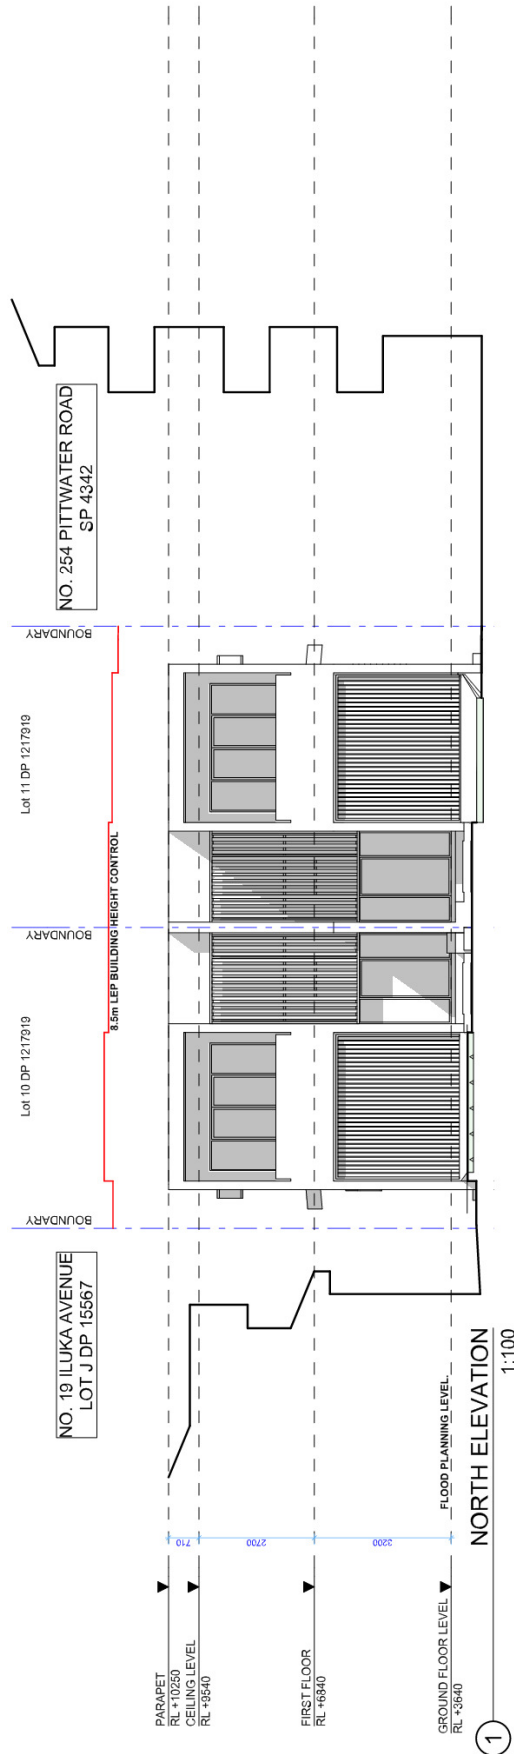 NO. 19 ILUKA AVENUE
LOT J DP 15567
NO. 254 PITTWATER ROAD
SP 4342
BOUNDARY
Lot 10 DP 1217919
BOUNDARY
Lot 11 DP 1217919
BOUNDARY
8.5m LEP BUILDING HEIGHT CONTROL
PARAPET
RL +10250
CEILING LEVEL
RL +9540
FIRST FLOOR
RL +6840
GROUND FLOOR LEVEL
RL +3640
710
2700
3200
FLOOD PLANNING LEVEL.
1
NORTH ELEVATION
1:100